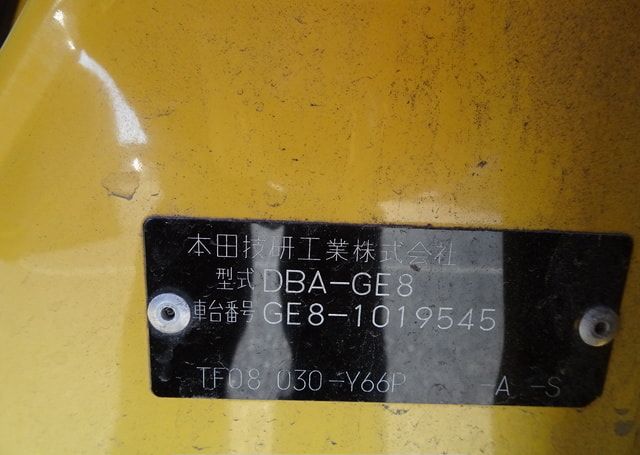 本田技研工業株式会社
型式 DBA-GE8
車台番号 GE8-1019545
TF08 030-Y66P -A -S